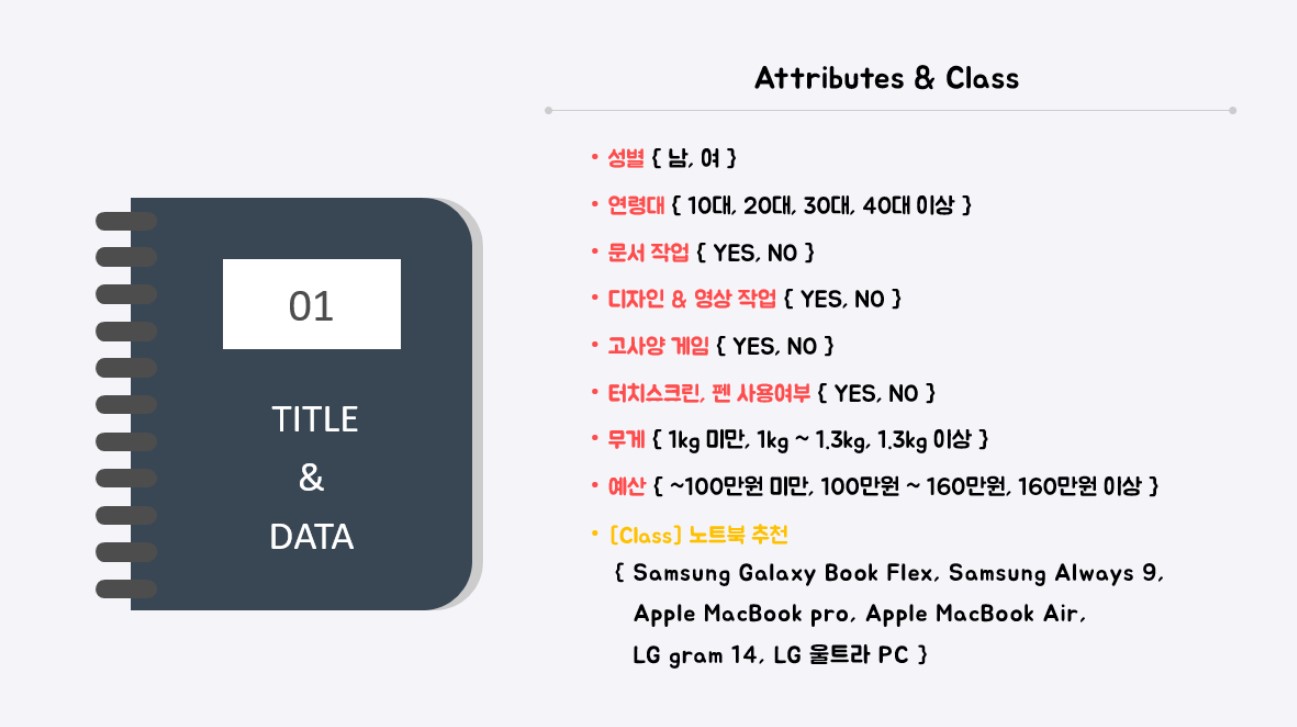 01
TITLE
&
DATA
Attributes & Class
• 성별 { 남, 여 }
• 연령대 { 10대, 20대, 30대, 40대 이상 }
• 문서 작업 { YES, NO }
• 디자인 & 영상 작업 { YES, NO }
• 고사양 게임 { YES, NO }
• 터치스크린, 펜 사용여부 { YES, NO }
• 무게 { 1kg 미만, 1kg ~ 1.3kg, 1.3kg 이상 }
• 예산 { ~100만원 미만, 100만원 ~ 160만원, 160만원 이상 }
• [Class] 노트북 추천
{ Samsung Galaxy Book Flex, Samsung Always 9,
Apple MacBook pro, Apple MacBook Air,
LG gram 14, LG 울트라 PC }